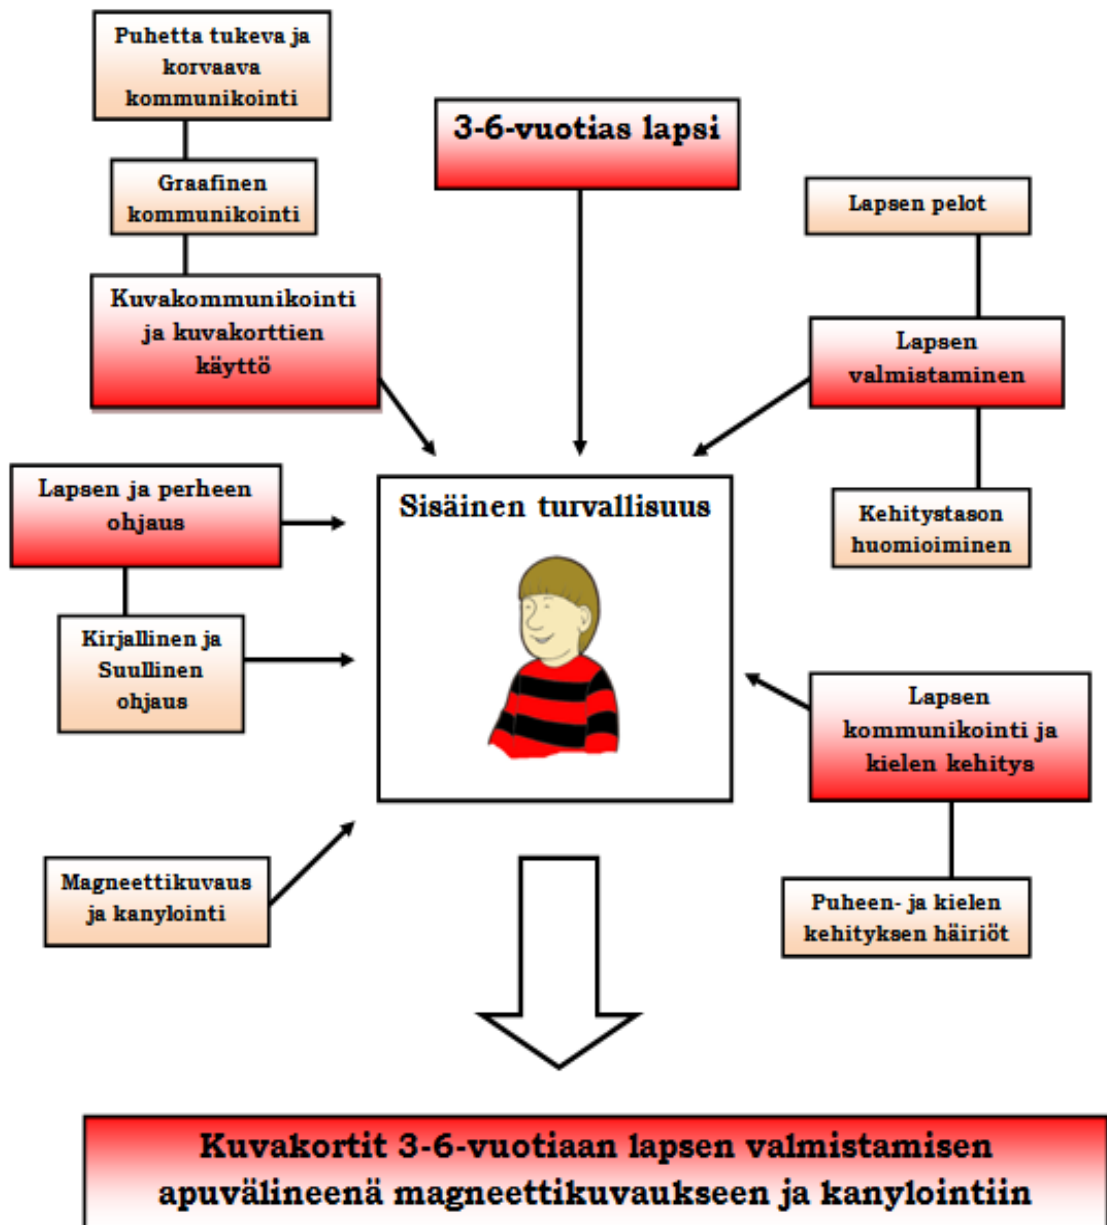 Puhetta tukeva ja
korvaava
kommunikointi
3-6-vuotias lapsi
Graafinen
kommunikointi
Lapsen pelot
Kuvakommunikointi
ja kuvakorttien
käyttö
Lapsen
valmistaminen
Lapsen ja perheen
ohjaus
Sisäinen turvallisuus
Kehitystason
huomioiminen
Kirjallinen ja
Suullinen
ohjaus
Lapsen
kommunikointi ja
kielen kehitys
Magneettikuvaus
ja kanylointi
Puheen- ja kielen
kehityksen häiriöt
Kuvakortit 3-6-vuotiaan lapsen valmistamisen
apuvälineenä magneettikuvaukseen ja kanylointiin